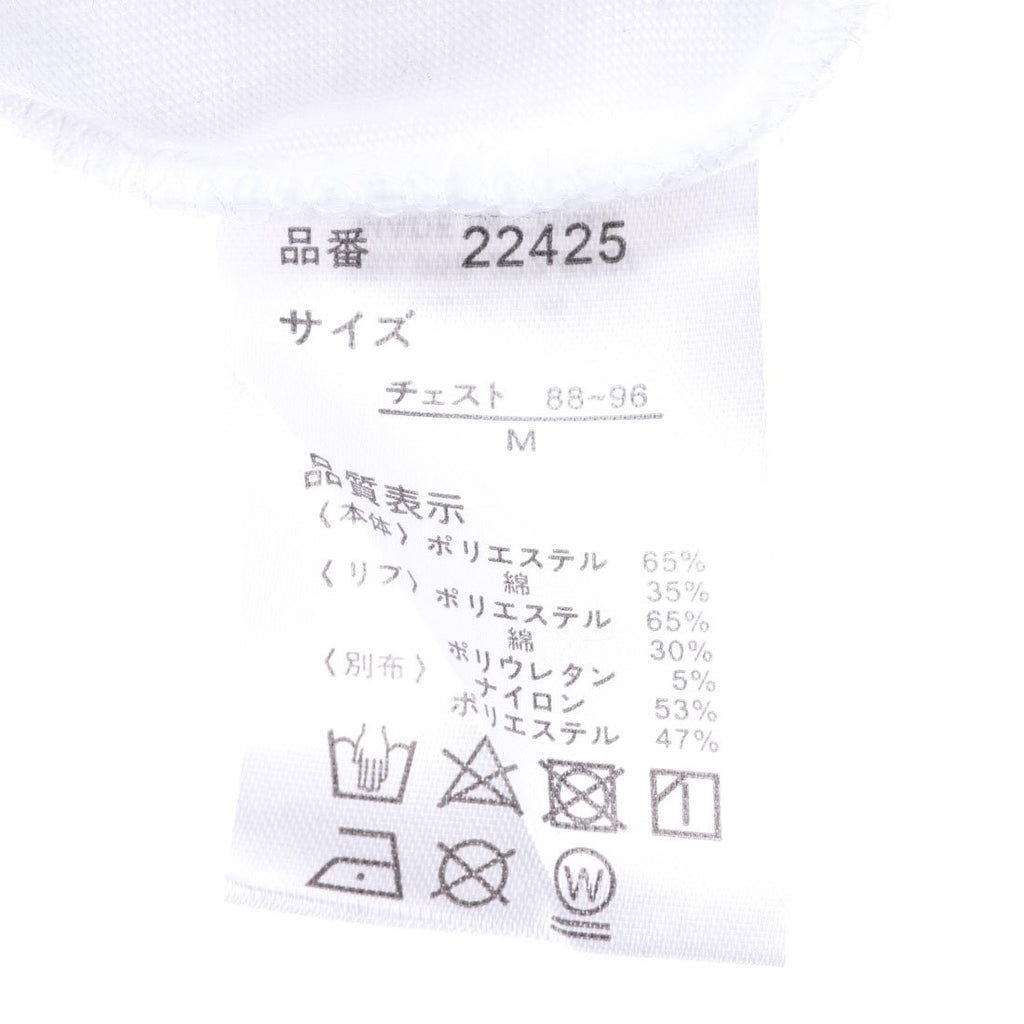 品番 22425
サイズ
チェスト 88~96
M
品質表示
〈本体〉 ポリエステル 65%
綿 35%
〈リブ〉 ポリエステル 65%
綿 30%
ポリウレタン 5%
〈別布〉 ナイロン 53%
ポリエステル 47%
W